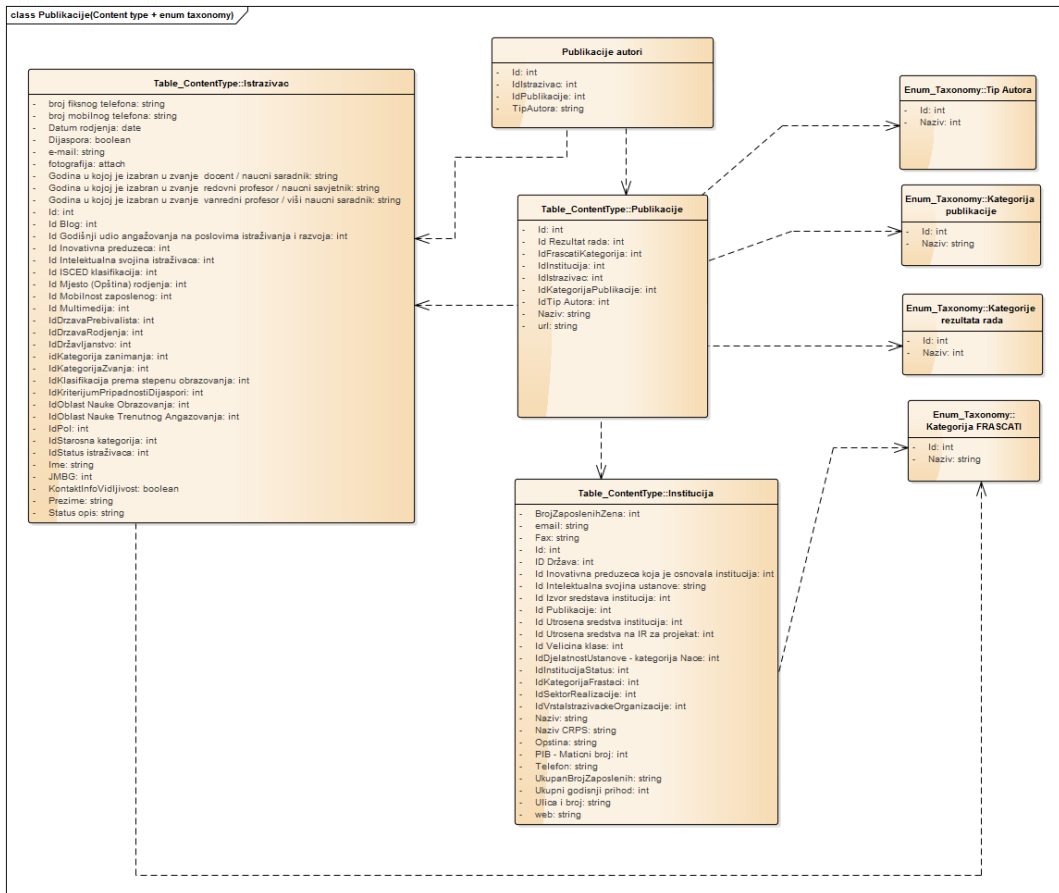 class Publikacije(Content type + enum taxonomy)
Table_ContentType::Istrazivac
- broj fiksnog telefona: string
- broj mobilnog telefona: string
- Datum rodjenja: date
- Dijaspora: boolean
- e-mail: string
- fotografija: attach
- Godina u kojoj je izabran u zvanje docent / naucni saradnik: string
- Godina u kojoj je izabran u zvanje redovni profesor / naucni savjetnik: string
- Godina u kojoj je izabran u zvanje vanredni profesor / viši naucni saradnik: string
- Id: int
- Id Blog: int
- Id Godišnji udio angažovanja na poslovima istraživanja i razvoja: int
- Id Inovativna preduzeca: int
- Id Intelektualna svojina istraživaca: int
- Id ISCED klasifikacija: int
- Id Mjesto (Opština) rodjenja: int
- Id Mobilnost zaposlenog: int
- Id Multimedija: int
- IdDrzavaPrebivalista: int
- IdDrzavaRodjenja: int
- IdDržavljanstvo: int
- idKategorija zanimanja: int
- IdKategorijaZvanja: int
- IdKlasifikacija prema stepenu obrazovanja: int
- IdKriterijumPripadnostiDijaspori: int
- IdOblast Nauke Obrazovanja: int
- IdOblast Nauke Trenutnog Angazovanja: int
- IdPol: int
- IdStarosna kategorija: int
- IdStatus istraživaca: int
- Ime: string
- JMBG: int
- KontaktInfoVidljivost: boolean
- Prezime: string
- Status opis: string
Publikacije autori
- Id: int
- IdIstrazivac: int
- IdPublikacije: int
- TipAutora: string
Table_ContentType::Publikacije
- Id: int
- Id Rezultat rada: int
- IdFrascatiKategorija: int
- IdInstitucija: int
- IdIstrazivac: int
- IdKategorijaPublikacije: int
- IdTip Autora: int
- Naziv: string
- url: string
Table_ContentType::Institucija
- BrojZaposlenihZena: int
- email: string
- Fax: string
- Id: int
- ID Država: int
- Id Inovativna preduzeca koja je osnovala institucija: int
- Id Intelektualna svojina ustanove: string
- Id Izvor sredstava institucija: int
- Id Publikacije: int
- Id Utrosena sredstva institucija: int
- Id Utrosena sredstva na IR za projekat: int
- Id Velicina klase: int
- IdDjelatnostUstanove - kategorija Nace: int
- IdInstitucijaStatus: int
- IdKategorijaFrastaci: int
- IdSektorRealizacije: int
- IdVrstaIstrazivackeOrganizacije: int
- Naziv: string
- Naziv CRPS: string
- Opstina: string
- PIB - Maticni broj: int
- Telefon: string
- UkupanBrojZaposlenih: string
- Ukupni godisnji prihod: int
- Ulica i broj: string
- web: string
Enum_Taxonomy::Tip Autora
- Id: int
- Naziv: int
Enum_Taxonomy::Kategorija
publikacije
- Id: int
- Naziv: string
Enum_Taxonomy::Kategorije
rezultata rada
- Id: int
- Naziv: int
Enum_Taxonomy::
Kategorija FRASCATI
- Id: int
- Naziv: string